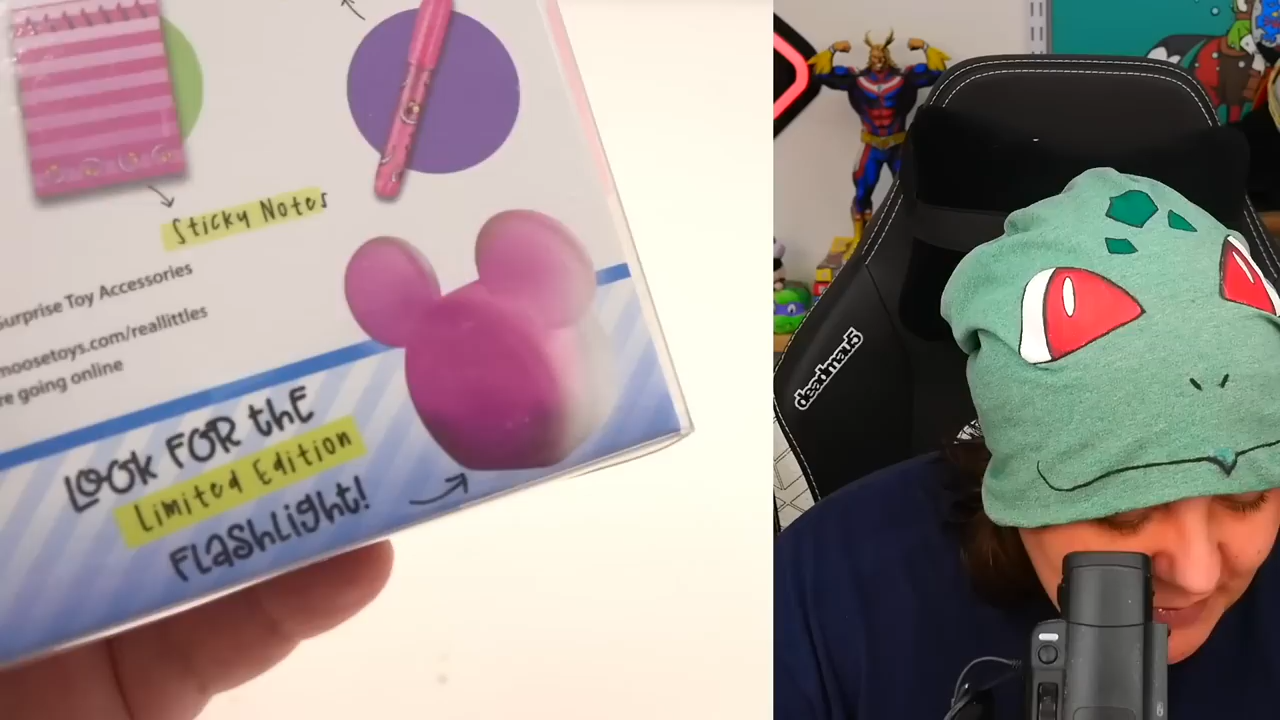 Sticky Notes
Surprise Toy Accessories
moosetoys.com/reallittles
re going online
LOOK FOR thE
Limited Edition
FLASHLIGHT!
deadmau5